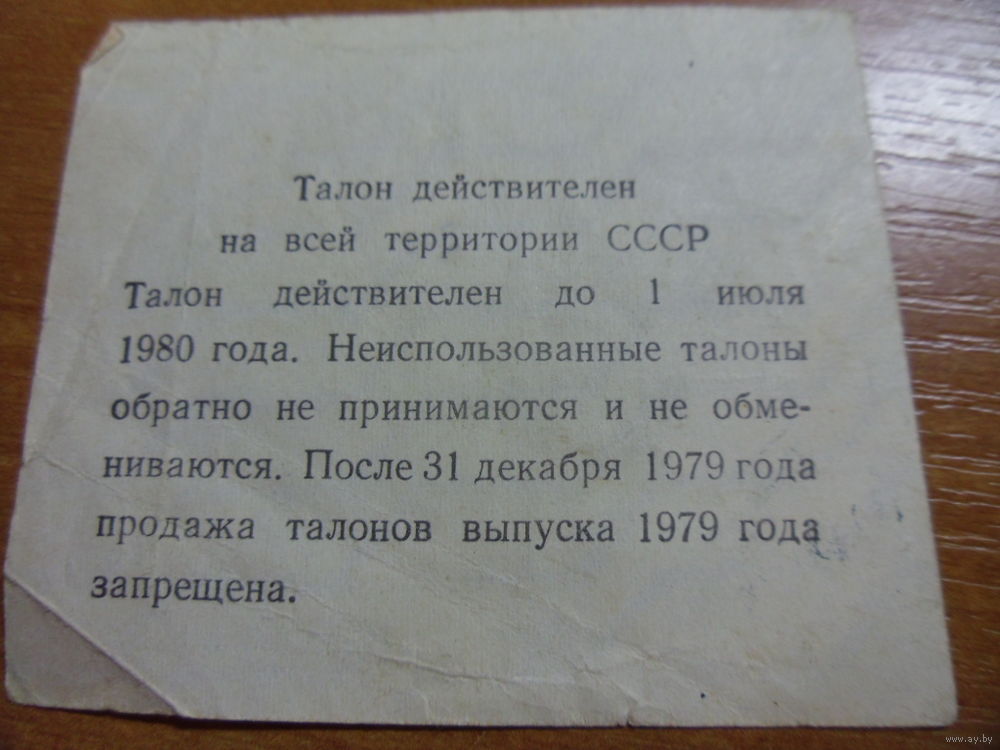 Талон действителен
на всей территории СССР
Талон действителен до 1 июля
1980 года. Неиспользованные талоны
обратно не принимаются и не обме-
ниваются. После 31 декабря 1979 года
продажа талонов выпуска 1979 года
запрещена.
www.ay.by